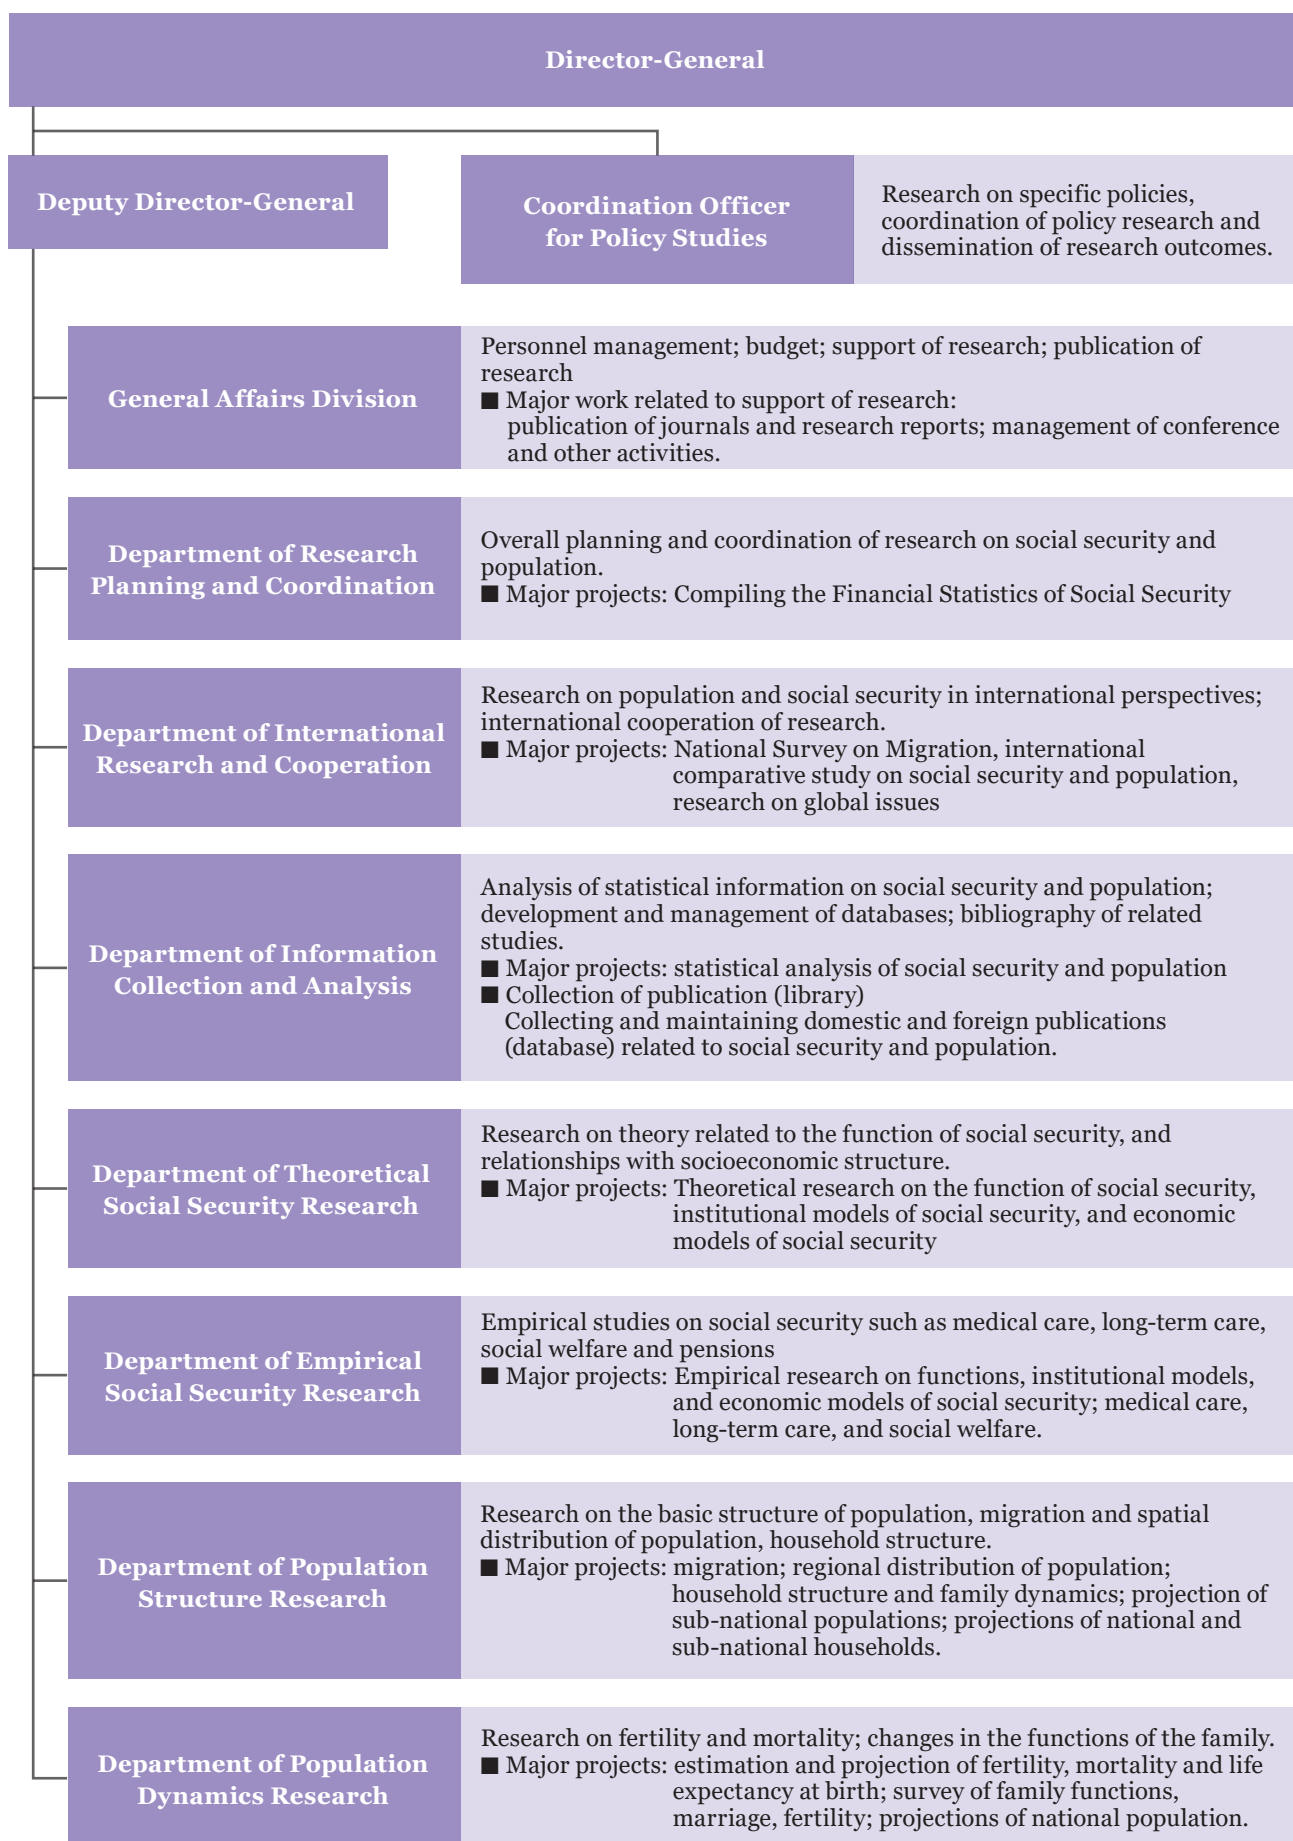 Director-General
Deputy Director-General
Coordination Officer
for Policy Studies
Research on specific policies,
coordination of policy research and
dissemination of research outcomes.
General Affairs Division
Personnel management; budget; support of research; publication of
research
■ Major work related to support of research:
publication of journals and research reports; management of conference
and other activities.
Department of Research
Planning and Coordination
Overall planning and coordination of research on social security and
population.
■ Major projects: Compiling the Financial Statistics of Social Security
Department of International
Research and Cooperation
Research on population and social security in international perspectives;
international cooperation of research.
■ Major projects: National Survey on Migration, international
comparative study on social security and population,
research on global issues
Department of Information
Collection and Analysis
Analysis of statistical information on social security and population;
development and management of databases; bibliography of related
studies.
■ Major projects: statistical analysis of social security and population
■ Collection of publication (library)
Collecting and maintaining domestic and foreign publications
(database) related to social security and population.
Department of Theoretical
Social Security Research
Research on theory related to the function of social security, and
relationships with socioeconomic structure.
■ Major projects: Theoretical research on the function of social security,
institutional models of social security, and economic
models of social security
Department of Empirical
Social Security Research
Empirical studies on social security such as medical care, long-term care,
social welfare and pensions
■ Major projects: Empirical research on functions, institutional models,
and economic models of social security; medical care,
long-term care, and social welfare.
Department of Population
Structure Research
Research on the basic structure of population, migration and spatial
distribution of population, household structure.
■ Major projects: migration; regional distribution of population;
household structure and family dynamics; projection of
sub-national populations; projections of national and
sub-national households.
Department of Population
Dynamics Research
Research on fertility and mortality; changes in the functions of the family.
■ Major projects: estimation and projection of fertility, mortality and life
expectancy at birth; survey of family functions,
marriage, fertility; projections of national population.